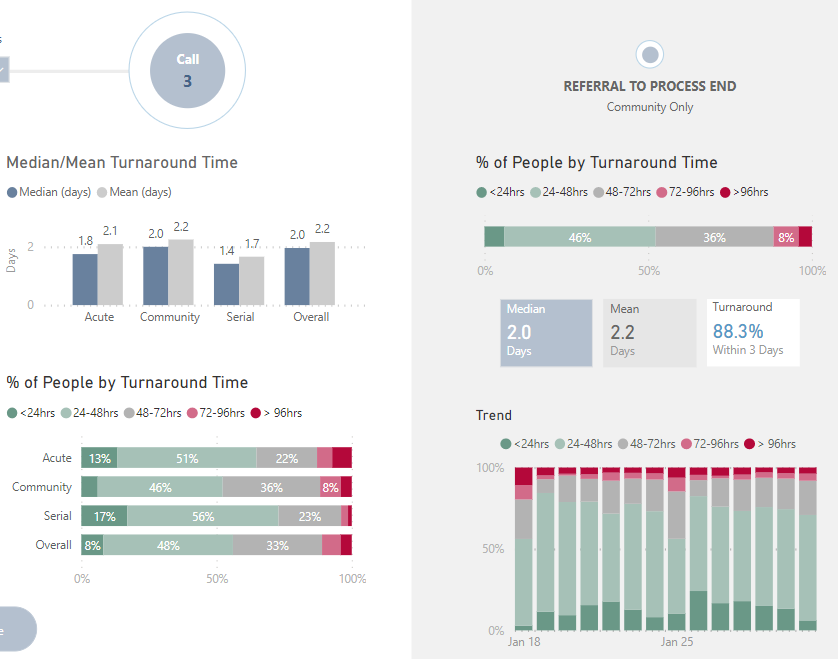 s
Call
3
Median/Mean Turnaround Time
Median (days) Mean (days)
Days
2
0
1.8 2.1 2.0 2.2 1.4 1.7 2.0 2.2
Acute Community Serial Overall
% of People by Turnaround Time
<24hrs 24-48hrs 48-72hrs 72-96hrs > 96hrs
Acute 13% 51% 22%
Community 46% 36% 8%
Serial 17% 56% 23%
Overall 8% 48% 33%
0% 50% 100%
e
REFERRAL TO PROCESS END
Community Only
% of People by Turnaround Time
<24hrs 24-48hrs 48-72hrs 72-96hrs >96hrs
46% 36% 8%
0% 50% 100%
Median
2.0
Days
Mean
2.2
Days
Turnaround
88.3%
Within 3 Days
Trend
<24hrs 24-48hrs 48-72hrs 72-96hrs > 96hrs
100%
50%
0%
Jan 18 Jan 25